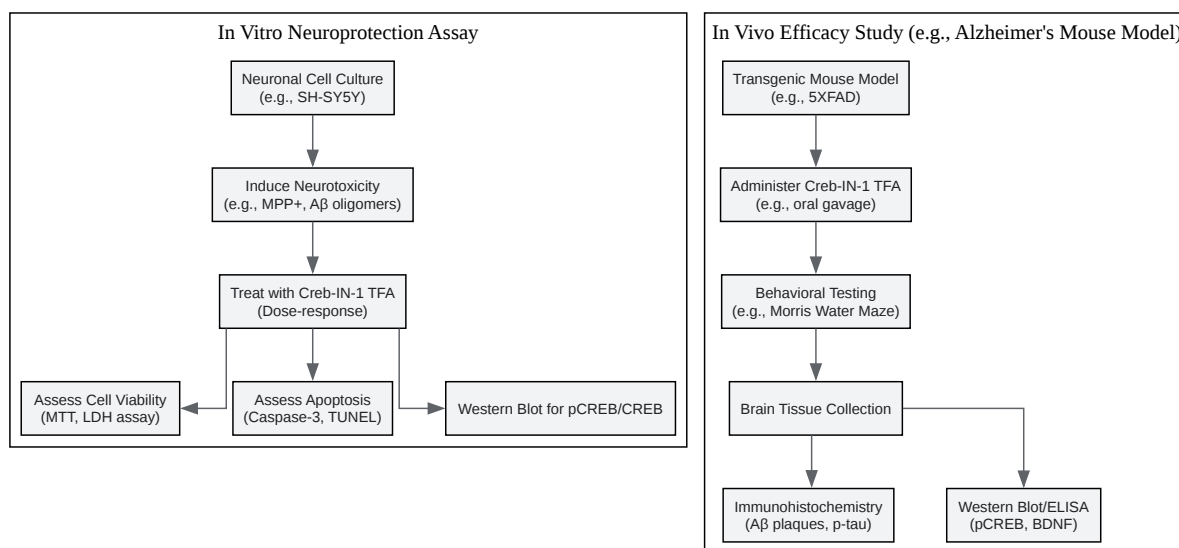 In Vitro Neuroprotection Assay
Neuronal Cell Culture
(e.g., SH-SY5Y)
Induce Neurotoxicity
(e.g., MPP+, Aβ oligomers)
Treat with Creb-IN-1 TFA
(Dose-response)
Assess Cell Viability
(MTT, LDH assay)
Assess Apoptosis
(Caspase-3, TUNEL)
Western Blot for pCREB/CREB
In Vivo Efficacy Study (e.g., Alzheimer's Mouse Model)
Transgenic Mouse Model
(e.g., 5XFAD)
Administer Creb-IN-1 TFA
(e.g., oral gavage)
Behavioral Testing
(e.g., Morris Water Maze)
Brain Tissue Collection
Immunohistochemistry
(Aβ plaques, p-tau)
Western Blot/ELISA
(pCREB, BDNF)